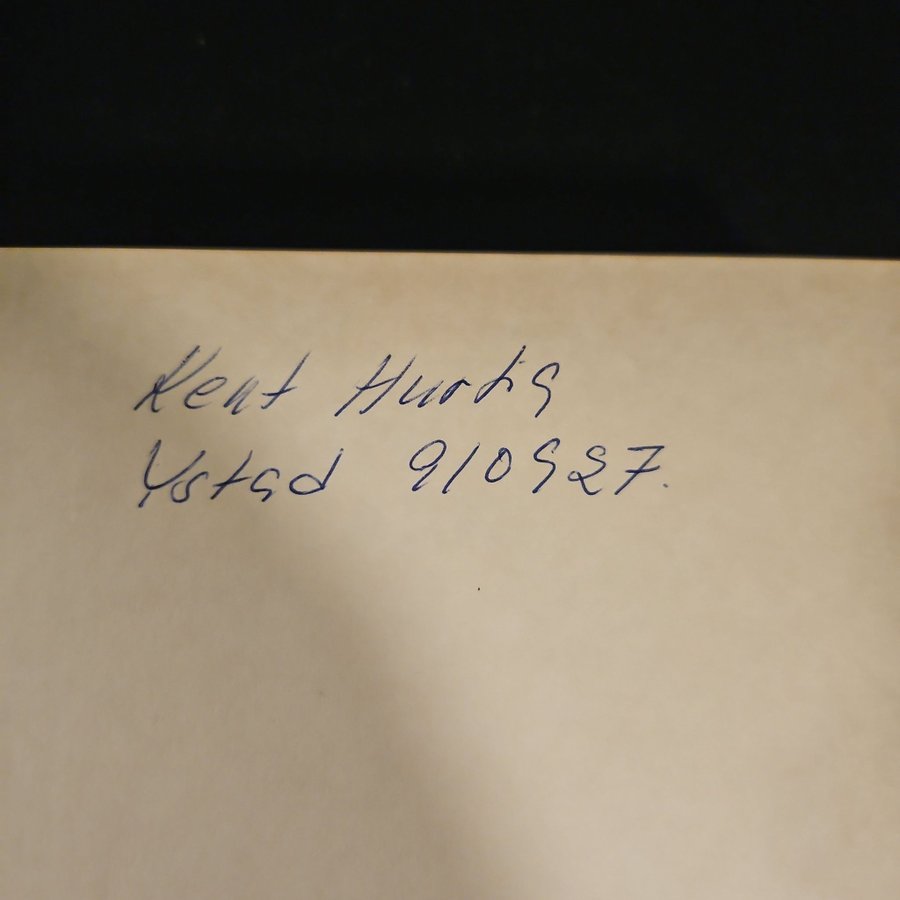 Kent Hurtig
Ystad 910927.